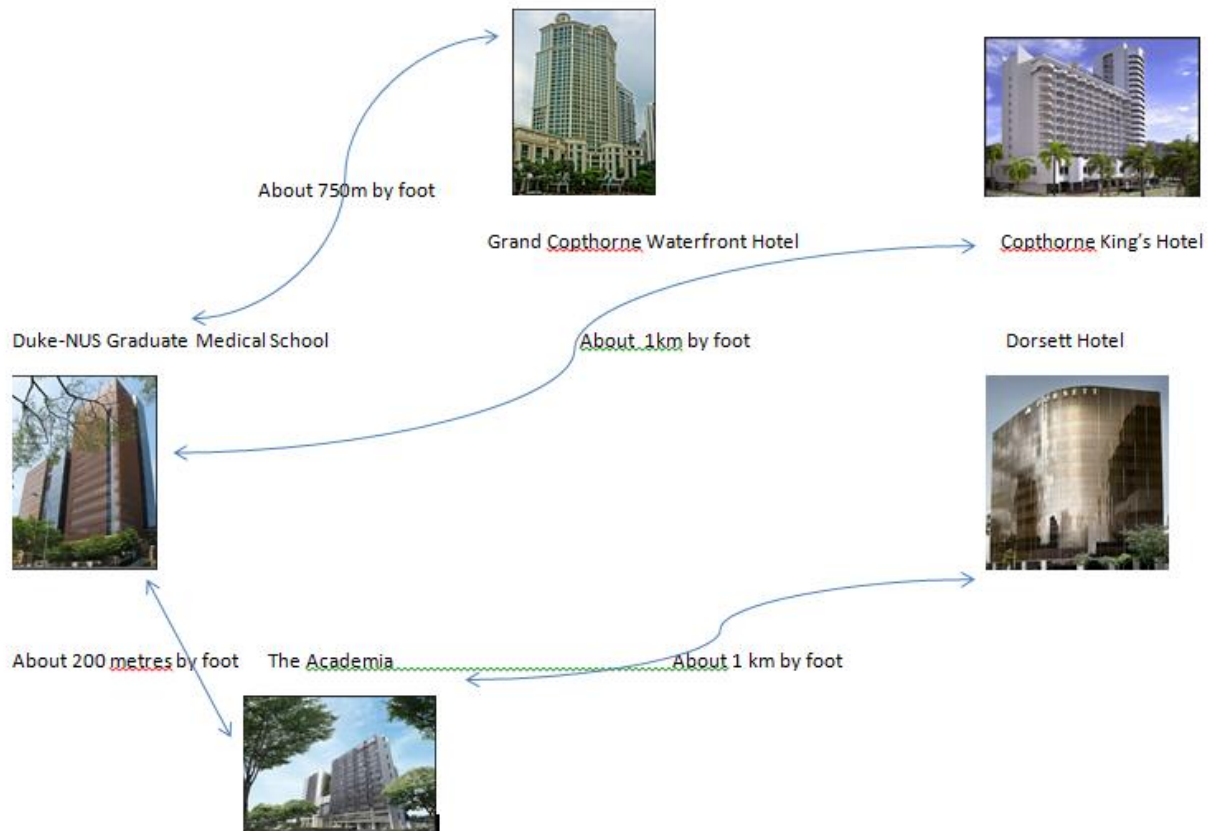 About 750m by foot
Grand Copthorne Waterfront Hotel
Copthorne King's Hotel
Duke-NUS Graduate Medical School
About  1km by foot
Dorsett Hotel
DORSETT
About 200 metres by foot
The Academia
About 1 km by foot